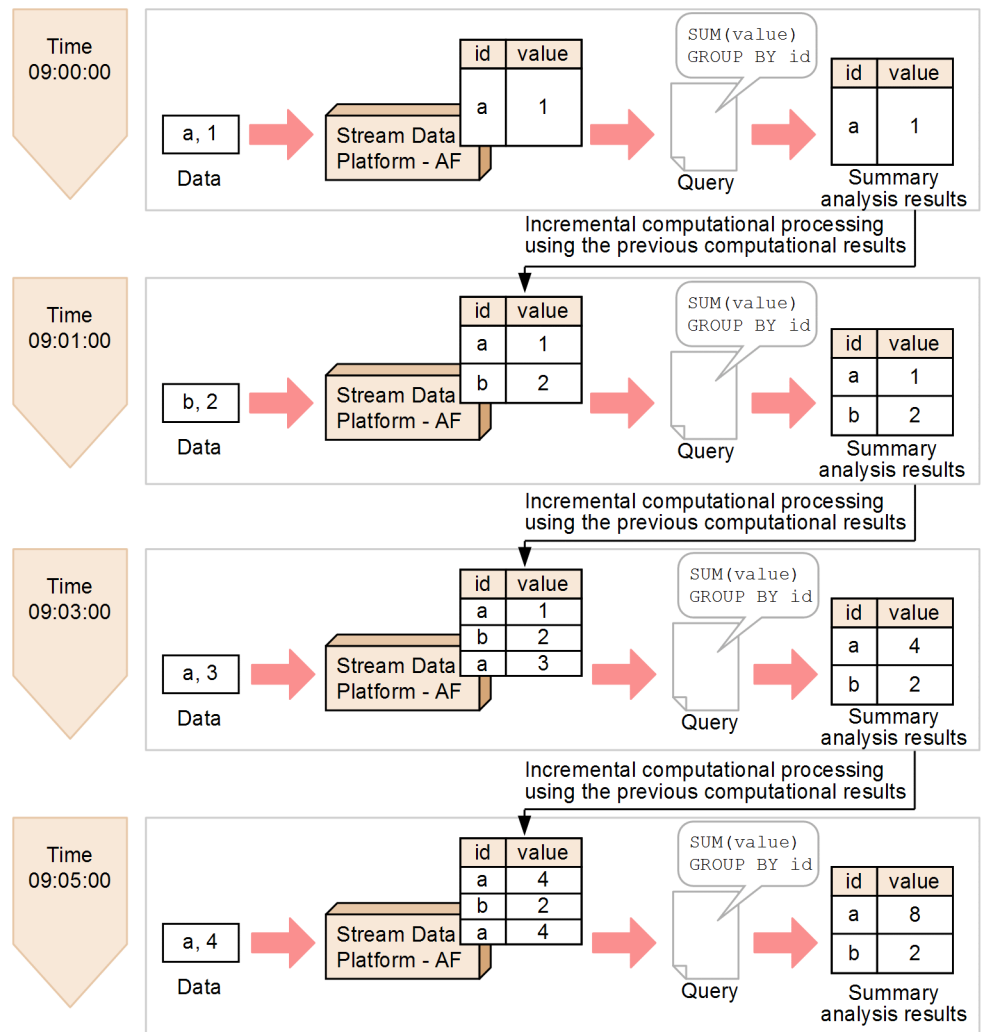 Time
09:00:00
a, 1
Data
Stream Data
Platform - AF
id value
a 1
SUM(value)
GROUP BY id
Query
id value
a 1
Summary
analysis results
Incremental computational processing
using the previous computational results
Time
09:01:00
b, 2
Data
Stream Data
Platform - AF
id value
a 1
b 2
SUM(value)
GROUP BY id
Query
id value
a 1
b 2
Summary
analysis results
Incremental computational processing
using the previous computational results
Time
09:03:00
a, 3
Data
Stream Data
Platform - AF
id value
a 1
b 2
a 3
SUM(value)
GROUP BY id
Query
id value
a 4
b 2
Summary
analysis results
Incremental computational processing
using the previous computational results
Time
09:05:00
a, 4
Data
Stream Data
Platform - AF
id value
a 4
b 2
a 4
SUM(value)
GROUP BY id
Query
id value
a 8
b 2
Summary
analysis results